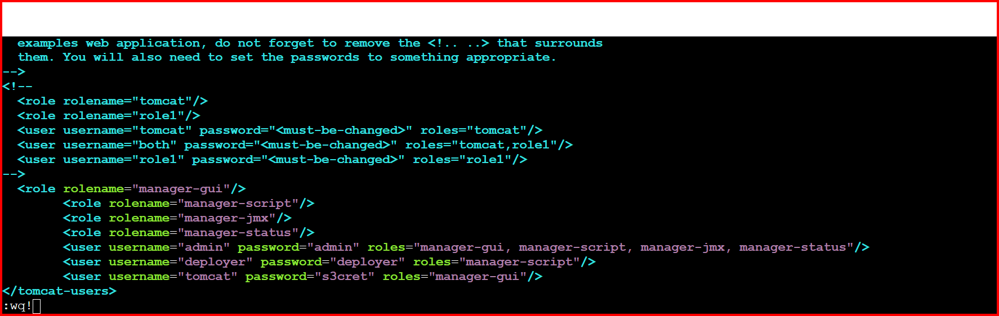 examples web application, do not forget to remove the <!.. ..> that surrounds
them. You will also need to set the passwords to something appropriate.
-->
<!--
<role rolename="tomcat"/>
<role rolename="role1"/>
<user username="tomcat" password="<must-be-changed>" roles="tomcat"/>
<user username="both" password="<must-be-changed>" roles="tomcat,role1"/>
<user username="role1" password="<must-be-changed>" roles="role1"/>
-->
<role rolename="manager-gui"/>
<role rolename="manager-script"/>
<role rolename="manager-jmx"/>
<role rolename="manager-status"/>
<user username="admin" password="admin" roles="manager-gui, manager-script, manager-jmx, manager-status"/>
<user username="deployer" password="deployer" roles="manager-script"/>
<user username="tomcat" password="s3cret" roles="manager-gui"/>
</tomcat-users>
:wq!